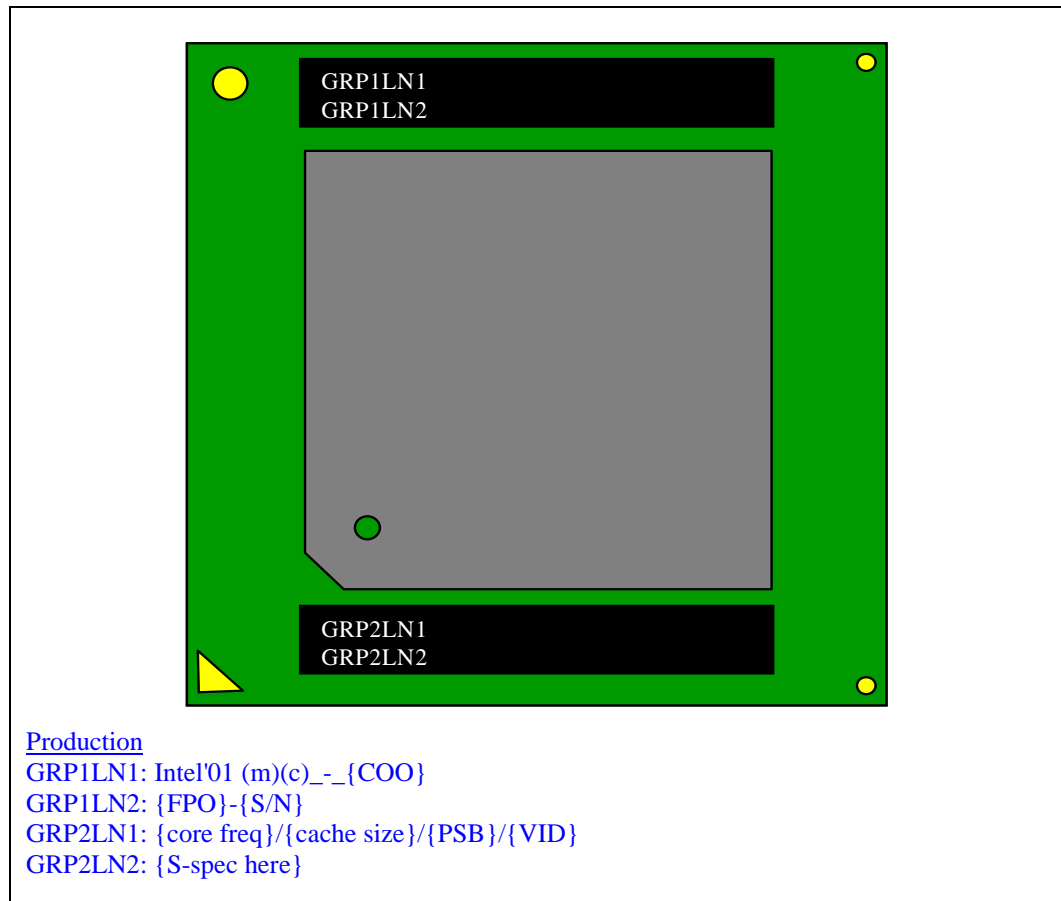 GRP1LN1
GRP1LN2
GRP2LN1
GRP2LN2
Production
GRP1LN1: Intel'01 (m)(c)_-_{COO}
GRP1LN2: {FPO}-{S/N}
GRP2LN1: {core freq}/{cache size}/{PSB}/{VID}
GRP2LN2: {S-spec here}